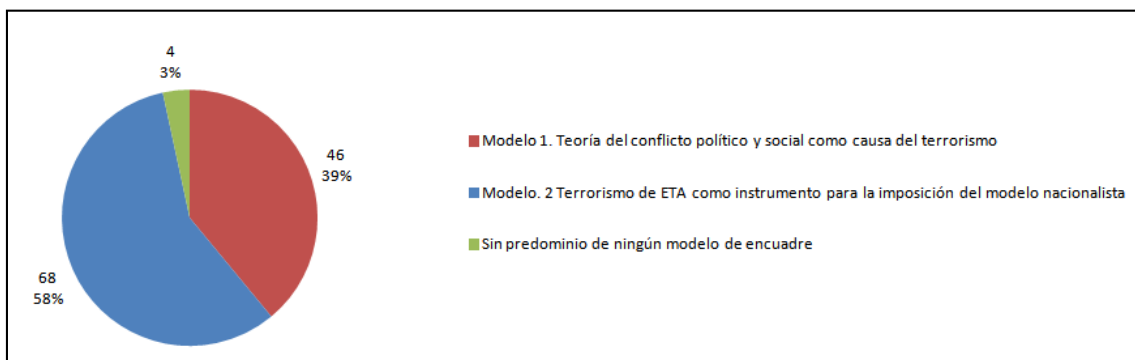 4
3%
46
39%
68
58%
Modelo 1. Teoría del conflicto político y social como causa del terrorismo
Modelo. 2 Terrorismo de ETA como instrumento para la imposición del modelo nacionalista
Sin predominio de ningún modelo de encuadre